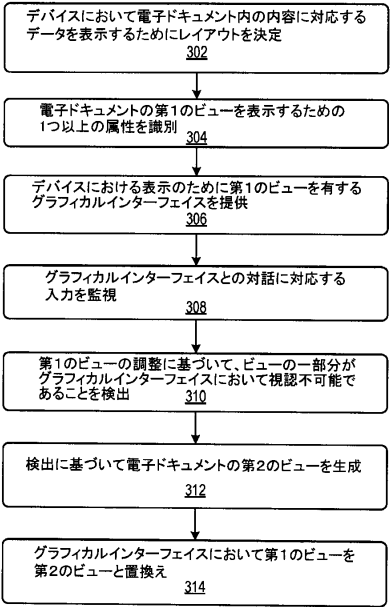 デバイスにおいて電子ドキュメント内の内容に対応する
データを表示するためにレイアウトを決定
302
電子ドキュメントの第1のビューを表示するための
1つ以上の属性を識別
304
デバイスにおける表示のために第1のビューを有する
グラフィカルインターフェイスを提供
306
グラフィカルインターフェイスとの対話に対応する
入力を監視
308
第1のビューの調整に基づいて、ビューの一部分が
グラフィカルインターフェイスにおいて視認不可能で
あることを検出
310
検出に基づいて電子ドキュメントの第2のビューを生成
312
グラフィカルインターフェイスにおいて第1のビューを
第2のビューと置換え
314